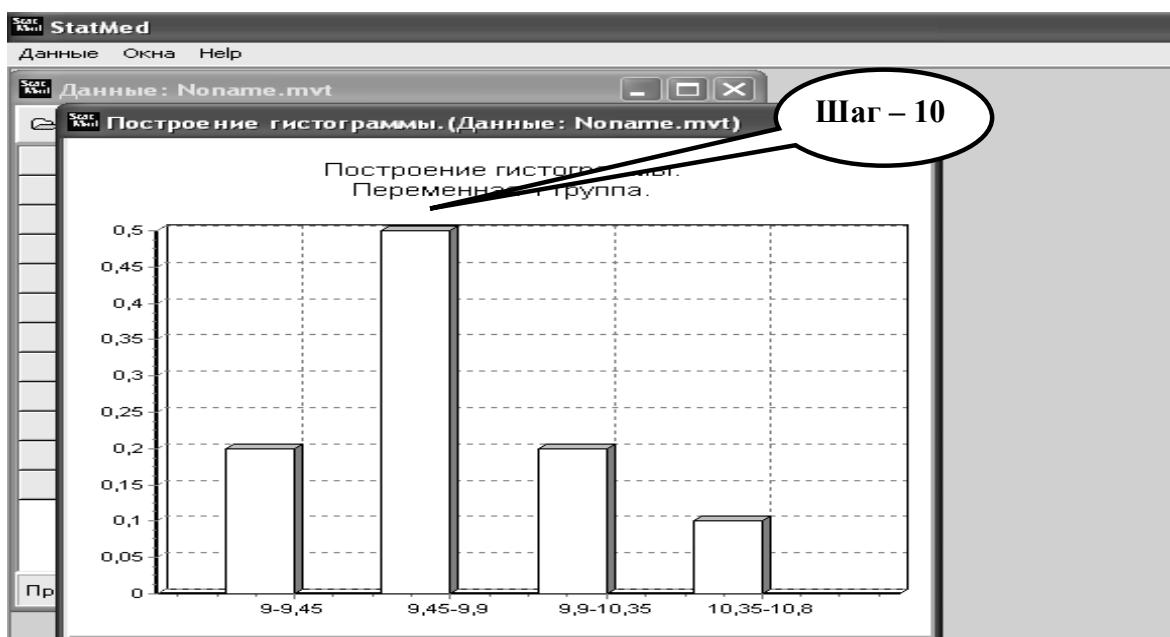 StatMed
Данные Окна Help
Данные: Noname.mvt
Построение гистограммы.(Данные: Noname.mvt)
Шаг – 10
Построение гистограммы.
Переменная группа.
0,5
0,45
0,4
0,35
0,3
0,25
0,2
0,15
0,1
0,05
0
9-9,45 9,45-9,9 9,9-10,35 10,35-10,8
Пр